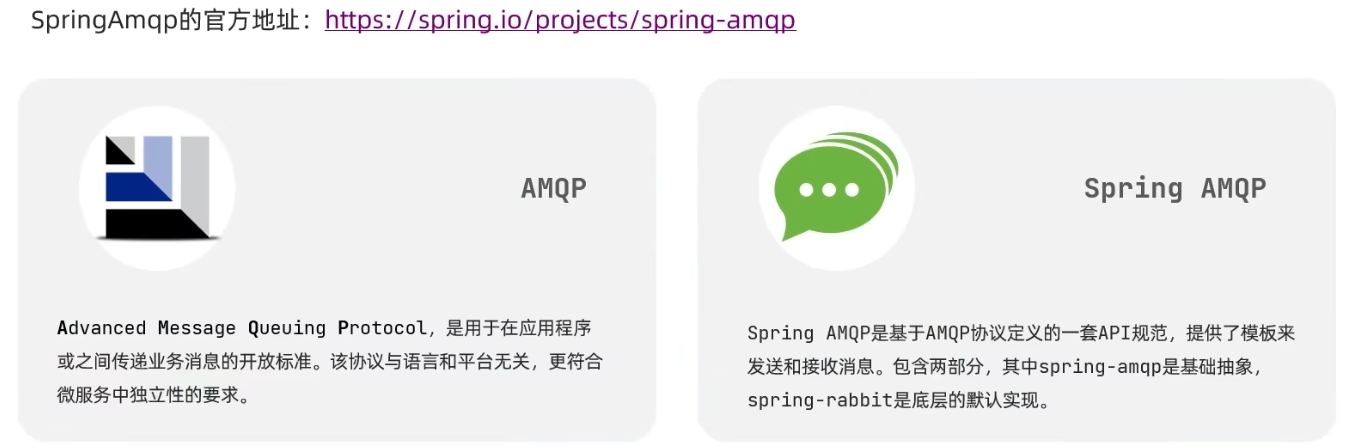 SpringAmqp的官方地址：https://spring.io/projects/spring-amqp
AMQP
Advanced Message Queuing Protocol，是用于在应用程序
或之间传递业务消息的开放标准。该协议与语言和平台无关，更符合
微服务中独立性的要求。
Spring AMQP
Spring AMQP是基于AMQP协议定义的一套API规范，提供了模板来
发送和接收消息。包含两部分，其中spring-amqp是基础抽象，
spring-rabbit是底层的默认实现。